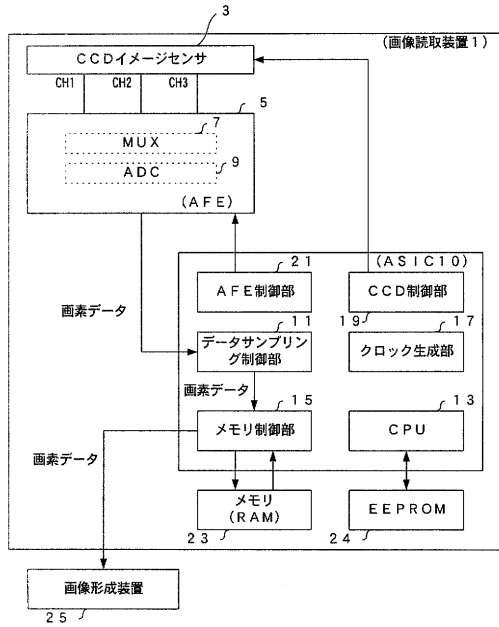 3
(画像読取装置1)
CCDイメージセンサ
CH1 CH2 CH3
5
7
MUX
9
ADC
(AFE)
(ASIC10)
21
AFE制御部
CCD制御部
19
画素データ
11
データサンプリ
ング制御部
17
クロック生成部
画素データ
15
メモリ制御部
13
CPU
画素データ
メモリ
(RAM)
23
EEPROM
24
画像形成装置
25